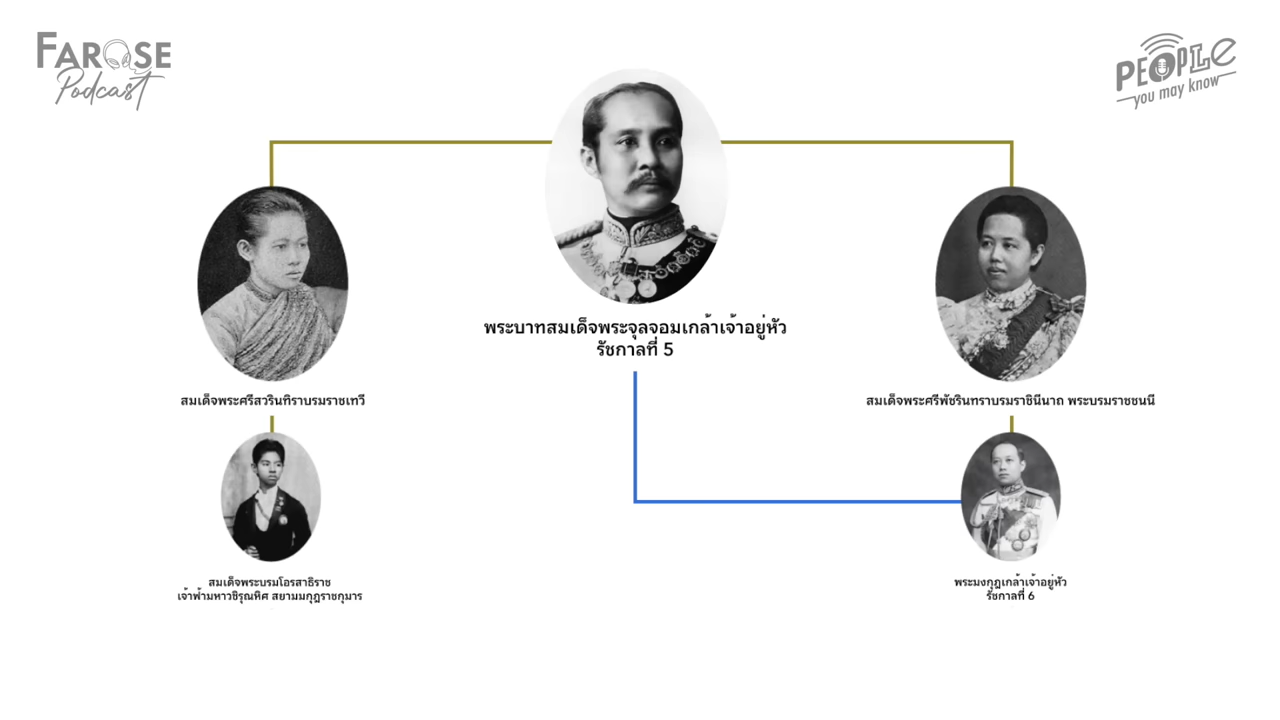 FAROSE
Podcast
PEOPLE
you may know
พระบาทสมเด็จพระจุลจอมเกล้าเจ้าอยู่หัว
รัชกาลที่ 5
สมเด็จพระศรีสวรินทิราบรมราชเทวี
สมเด็จพระศรีพัชรินทราบรมราชินีนาถ พระบรมราชชนนี
สมเด็จพระบรมโอรสาธิราช
เจ้าฟ้ามหาวชิรุณหิศ สยามมกุฎราชกุมาร
พระมงกุฎเกล้าเจ้าอยู่หัว
รัชกาลที่ 6